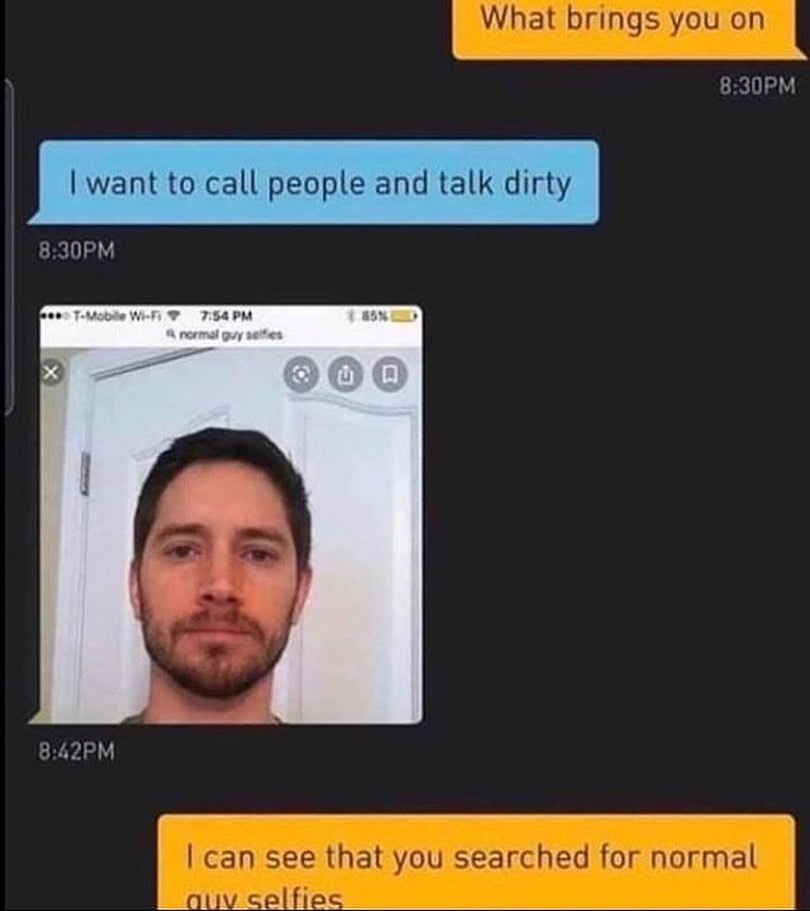 What brings you on
8:30PM
I want to call people and talk dirty
8:30PM
T-Mobile Wi-Fi 7:54 PM 85%
normal guy selfies
8:42PM
I can see that you searched for normal
guy selfies